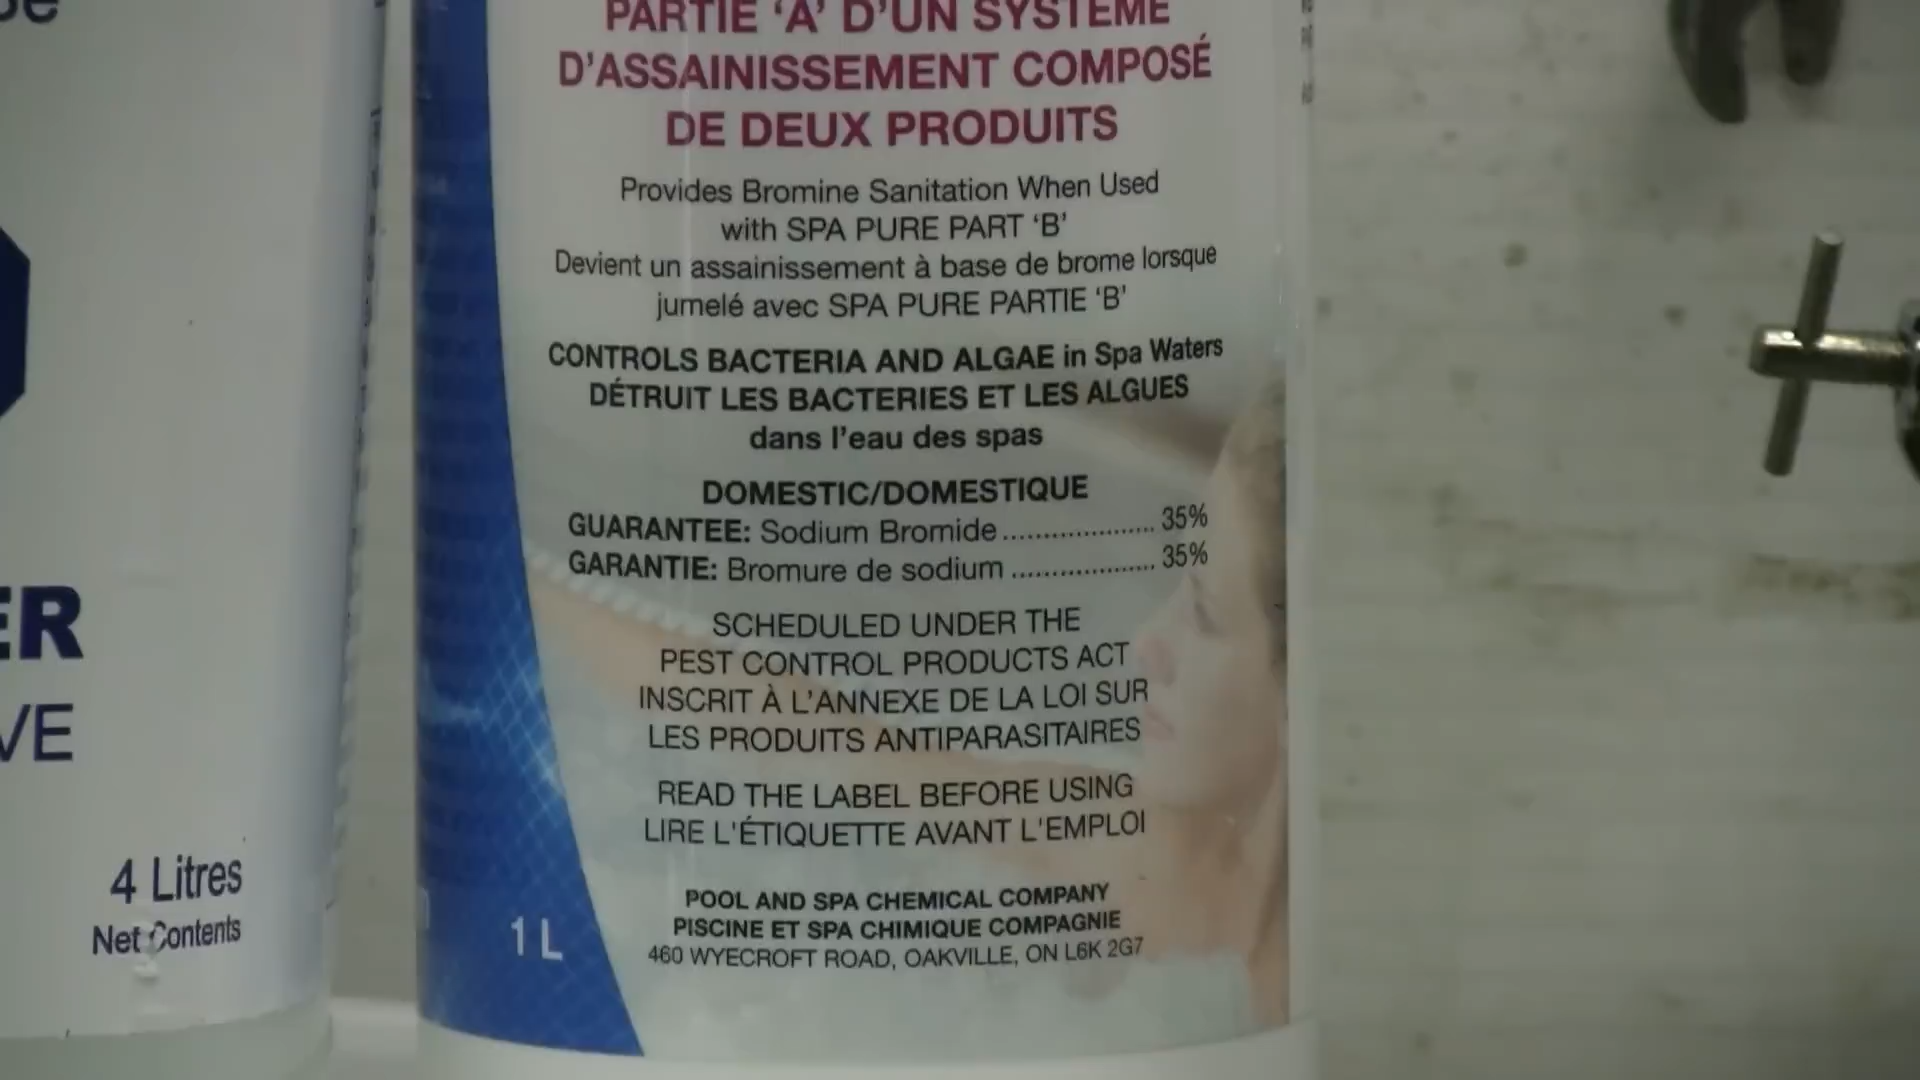 PARTIE 'A' D'UN SYSTÈME
D'ASSAINISSEMENT COMPOSÉ
DE DEUX PRODUITS
Provides Bromine Sanitation When Used
with SPA PURE PART 'B'
Devient un assainissement à base de brome lorsque
jumelé avec SPA PURE PARTIE 'B'
CONTROLS BACTERIA AND ALGAE in Spa Waters
DÉTRUIT LES BACTERIES ET LES ALGUES
dans l'eau des spas
DOMESTIC/DOMESTIQUE
GUARANTEE: Sodium Bromide.................... 35%
GARANTIE: Bromure de sodium ................... 35%
SCHEDULED UNDER THE
PEST CONTROL PRODUCTS ACT
INSCRIT À L'ANNEXE DE LA LOI SUR
LES PRODUITS ANTIPARASITAIRES
READ THE LABEL BEFORE USING
LIRE L'ÉTIQUETTE AVANT L'EMPLOI
POOL AND SPA CHEMICAL COMPANY
PISCINE ET SPA CHIMIQUE COMPAGNIE
460 WYECROFT ROAD, OAKVILLE, ON L6K 2G7
1 L
ER
VE
4 Litres
Net Contents